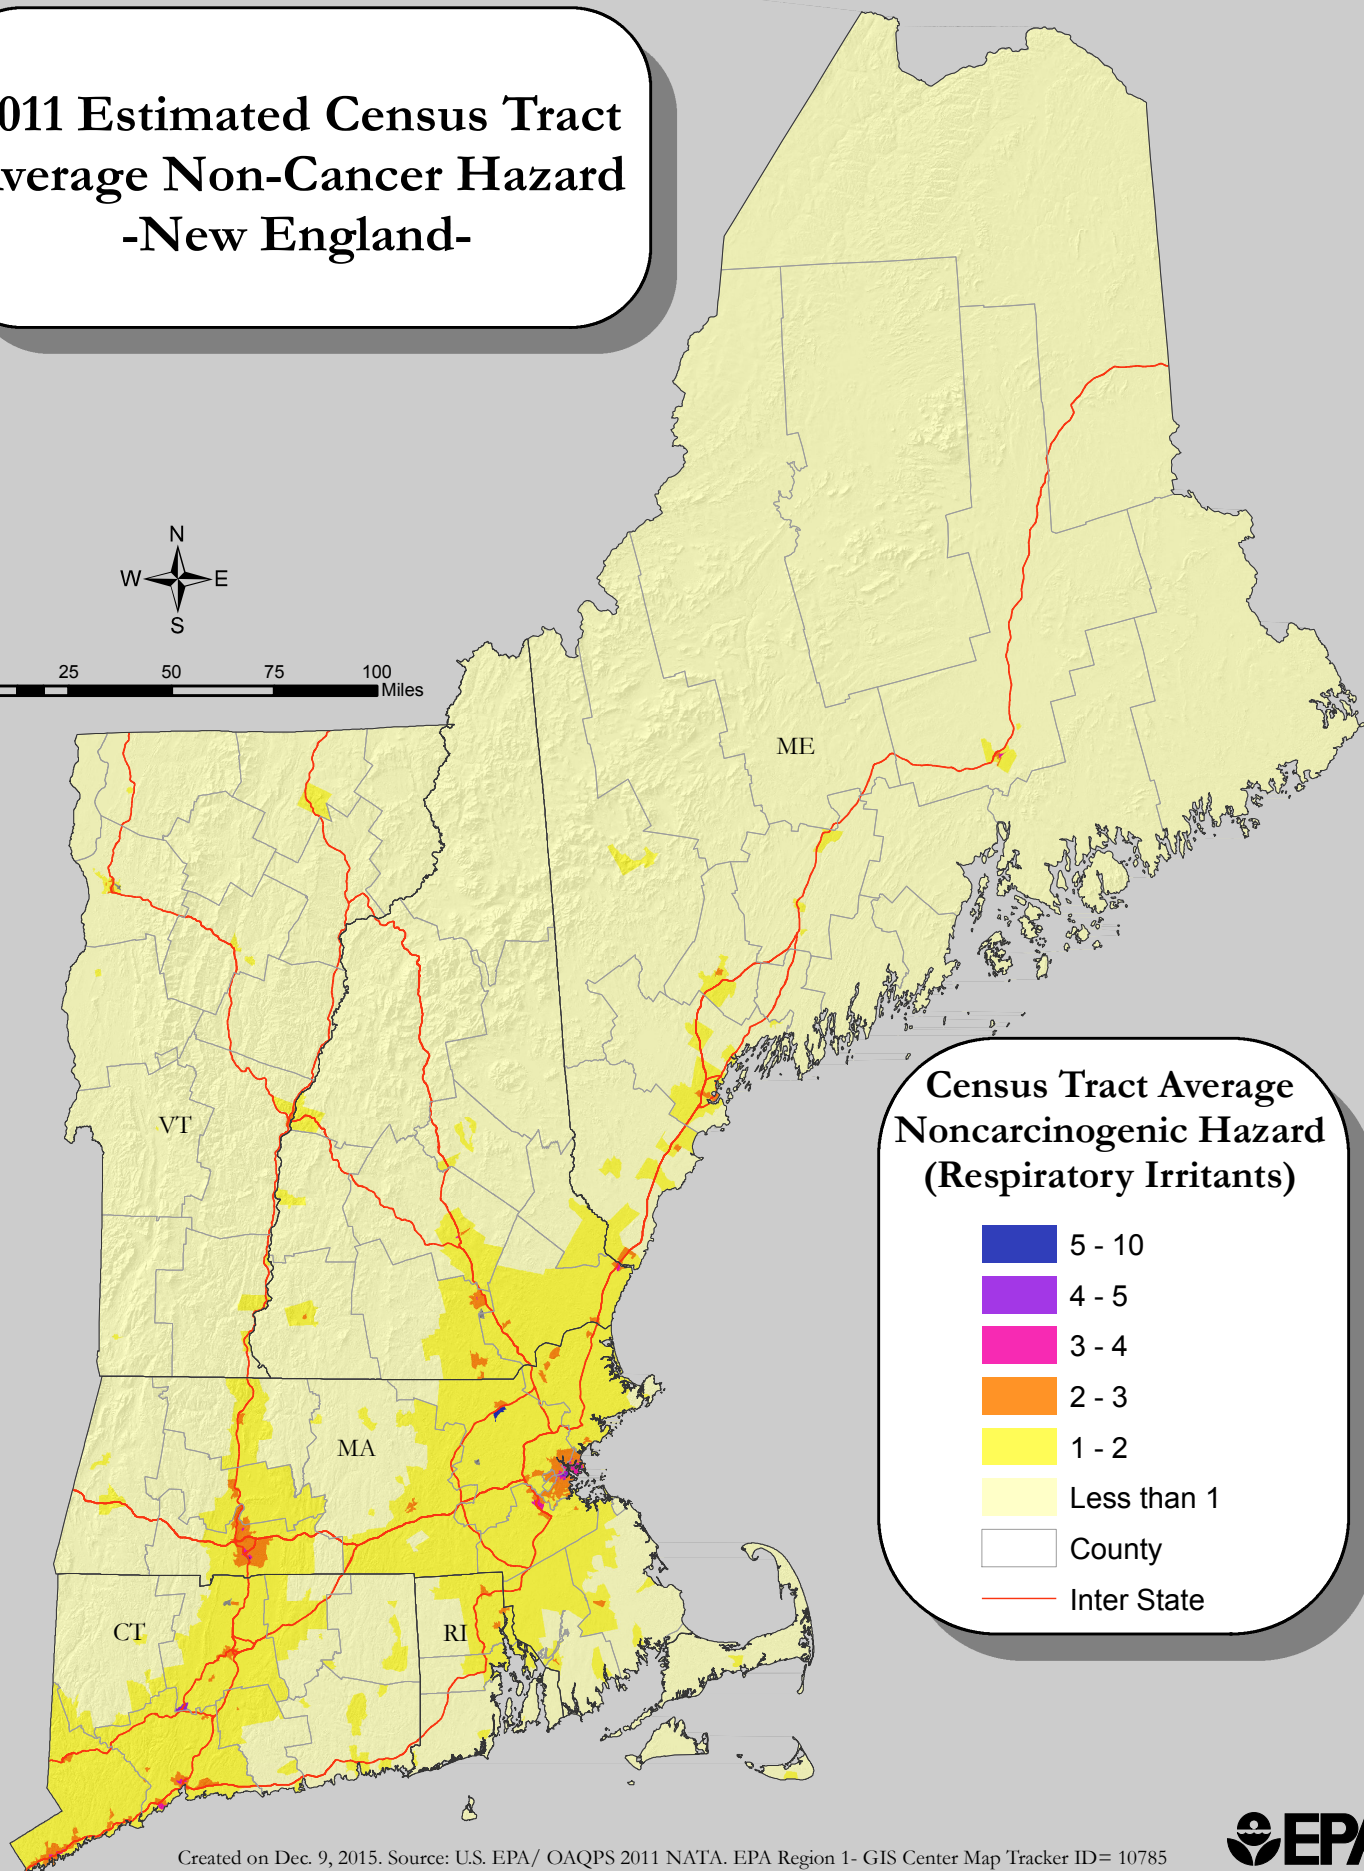 011 Estimated Census Tract
verage Non-Cancer Hazard
-New England-
N
W E
S
25 50 75 100
Miles
ME
VT
MA
CT
RI
Census Tract Average
Noncarcinogenic Hazard
(Respiratory Irritants)
5 - 10
4 - 5
3 - 4
2 - 3
1 - 2
Less than 1
County
Inter State
EPA
Created on Dec. 9, 2015. Source: U.S. EPA/ OAQPS 2011 NATA. EPA Region 1- GIS Center Map Tracker ID= 10785